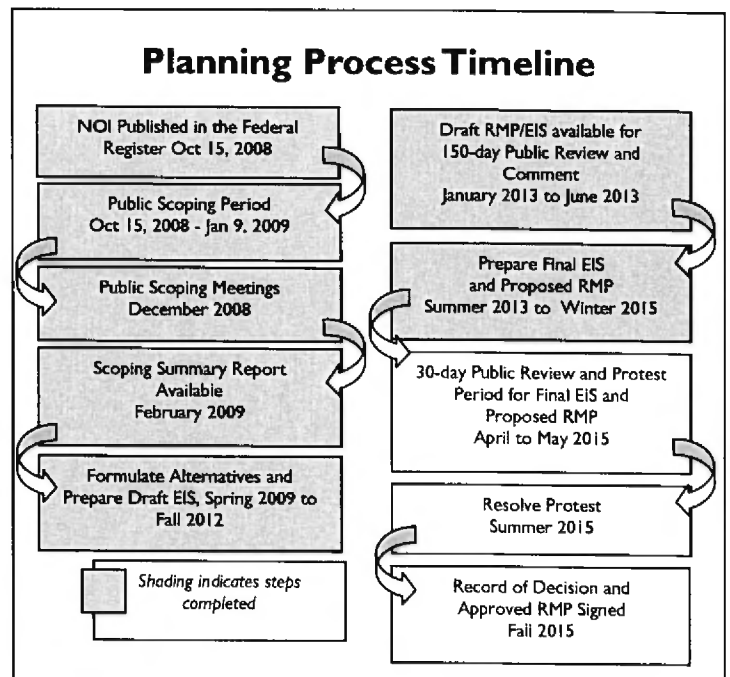 Planning Process Timeline
NOI Published in the Federal
Register Oct 15, 2008
Public Scoping Period
Oct 15, 2008 - Jan 9, 2009
Public Scoping Meetings
December 2008
Scoping Summary Report
Available
February 2009
Formulate Alternatives and
Prepare Draft EIS, Spring 2009 to
Fall 2012
Shading indicates steps
completed
Draft RMP/EIS available for
150-day Public Review and
Comment
January 2013 to June 2013
Prepare Final EIS
and Proposed RMP
Summer 2013 to Winter 2015
30-day Public Review and Protest
Period for Final EIS and
Proposed RMP
April to May 2015
Resolve Protest
Summer 2015
Record of Decision and
Approved RMP Signed
Fall 2015